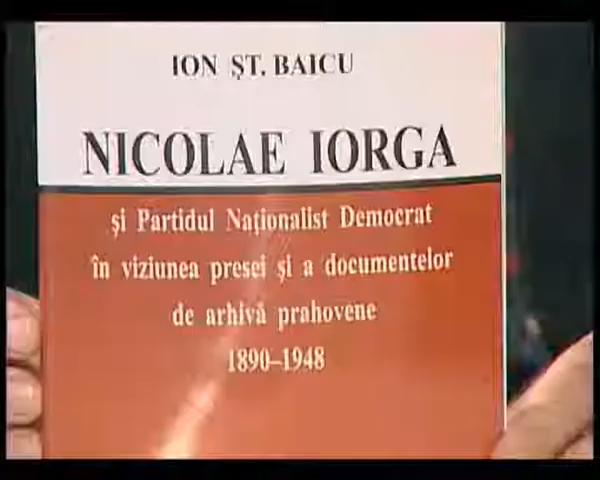 ION ȘT. BAICU
NICOLAE IORGA
și Partidul Naționalist Democrat
în viziunea presei și a documentelor
de arhivă prahovene
1890–1948